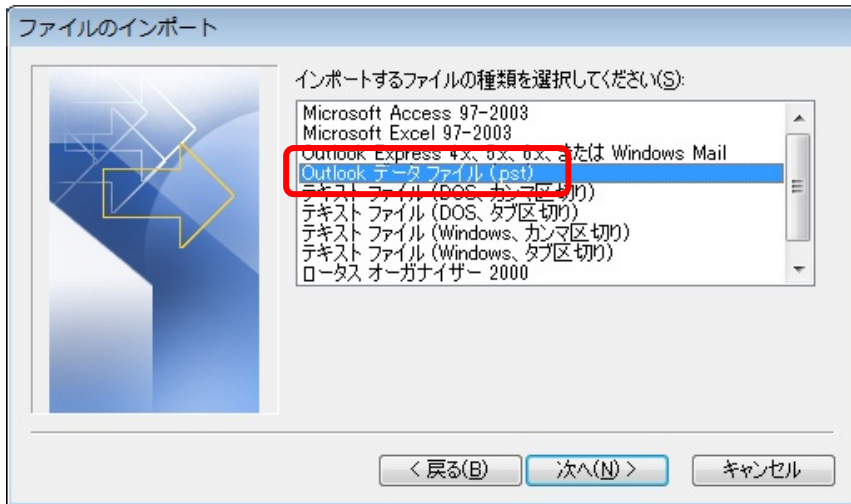 ファイルのインポート
インポートするファイルの種類を選択してください(S):
Microsoft Access 97-2003
Microsoft Excel 97-2003
Outlook Express 4.x、5.x、6.x、または Windows Mail
Outlook データ ファイル (.pst)
テキスト ファイル (DOS、カンマ区切り)
テキスト ファイル (DOS、タブ区切り)
テキスト ファイル (Windows、カンマ区切り)
テキスト ファイル (Windows、タブ区切り)
ロータス オーガナイザー 2000
< 戻る(B)
次へ(N) >
キャンセル